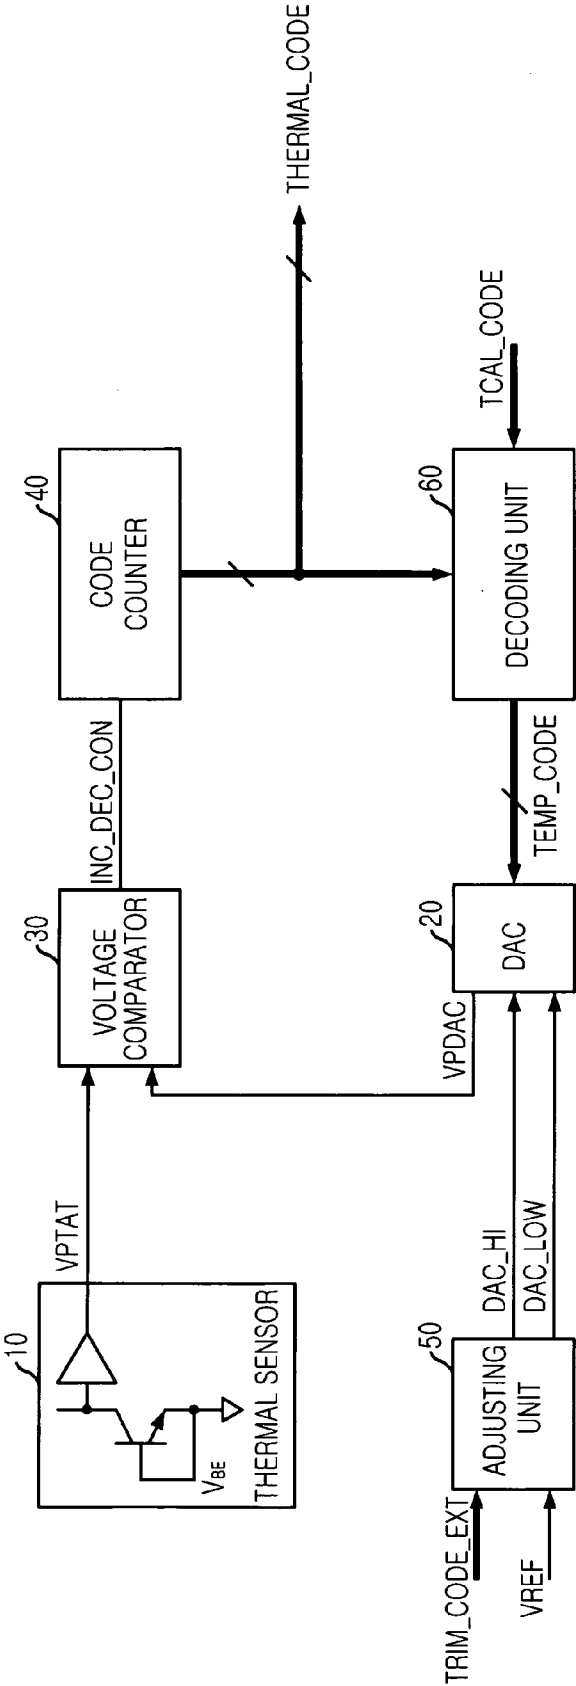 10
V_BE
THERMAL SENSOR
VPTAT
30
VOLTAGE
COMPARATOR
INC_DEC_CON
40
CODE
COUNTER
THERMAL_CODE
TRIM_CODE_EXT
VREF
50
ADJUSTING
UNIT
DAC_HI
DAC_LOW
VPDAC
20
DAC
TEMP_CODE
60
DECODING UNIT
TCAL_CODE